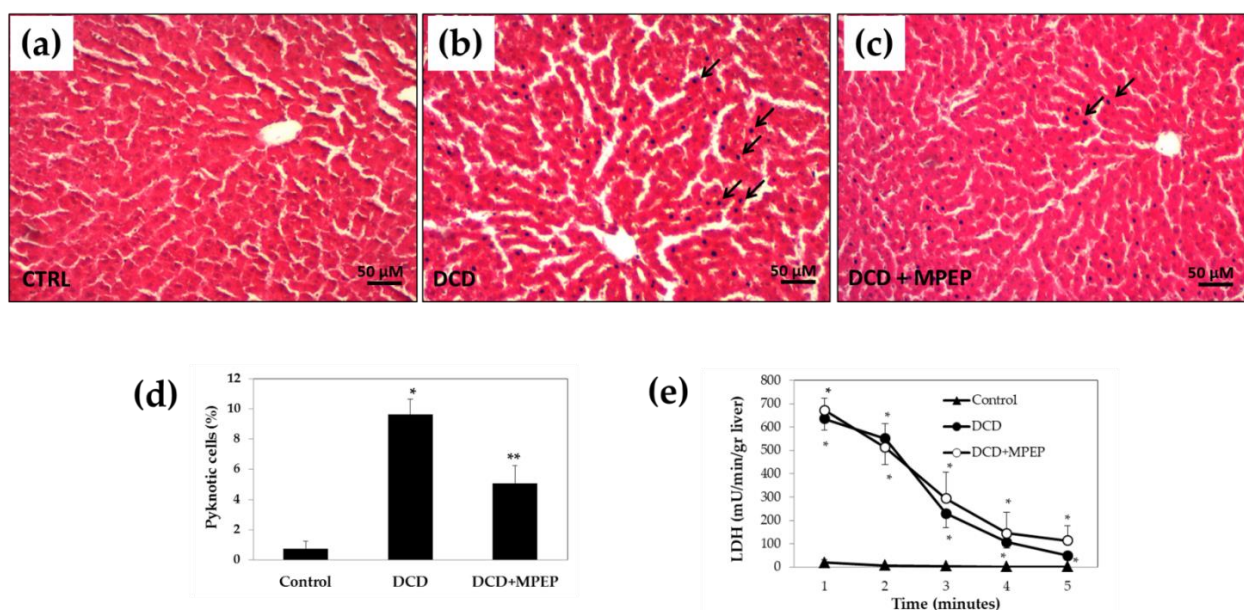 (a)
CTRL
50 µM
(b)
DCD
50 µM
(c)
DCD + MPEP
50 µM
(d)
Pyknotic cells (%)
12
10
8
6
4
2
0
*
**
Control
DCD
DCD+MPEP
(e)
LDH (mU/min/gr liver)
800
700
600
500
400
300
200
100
0
Control
DCD
DCD+MPEP
*
*
*
*
*
*
*
*
*
*
1 2 3 4 5
Time (minutes)